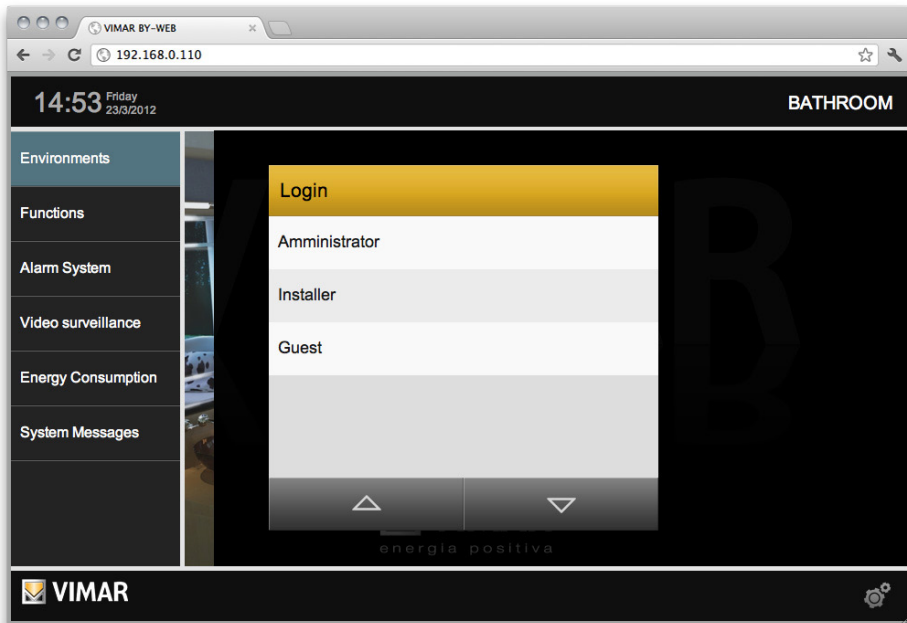 VIMAR BY-WEB
192.168.0.110
14:53 Friday
23/3/2012
BATHROOM
Environments
Functions
Alarm System
Video surveillance
Energy Consumption
System Messages
Login
Amministrator
Installer
Guest
energia positiva
VIMAR